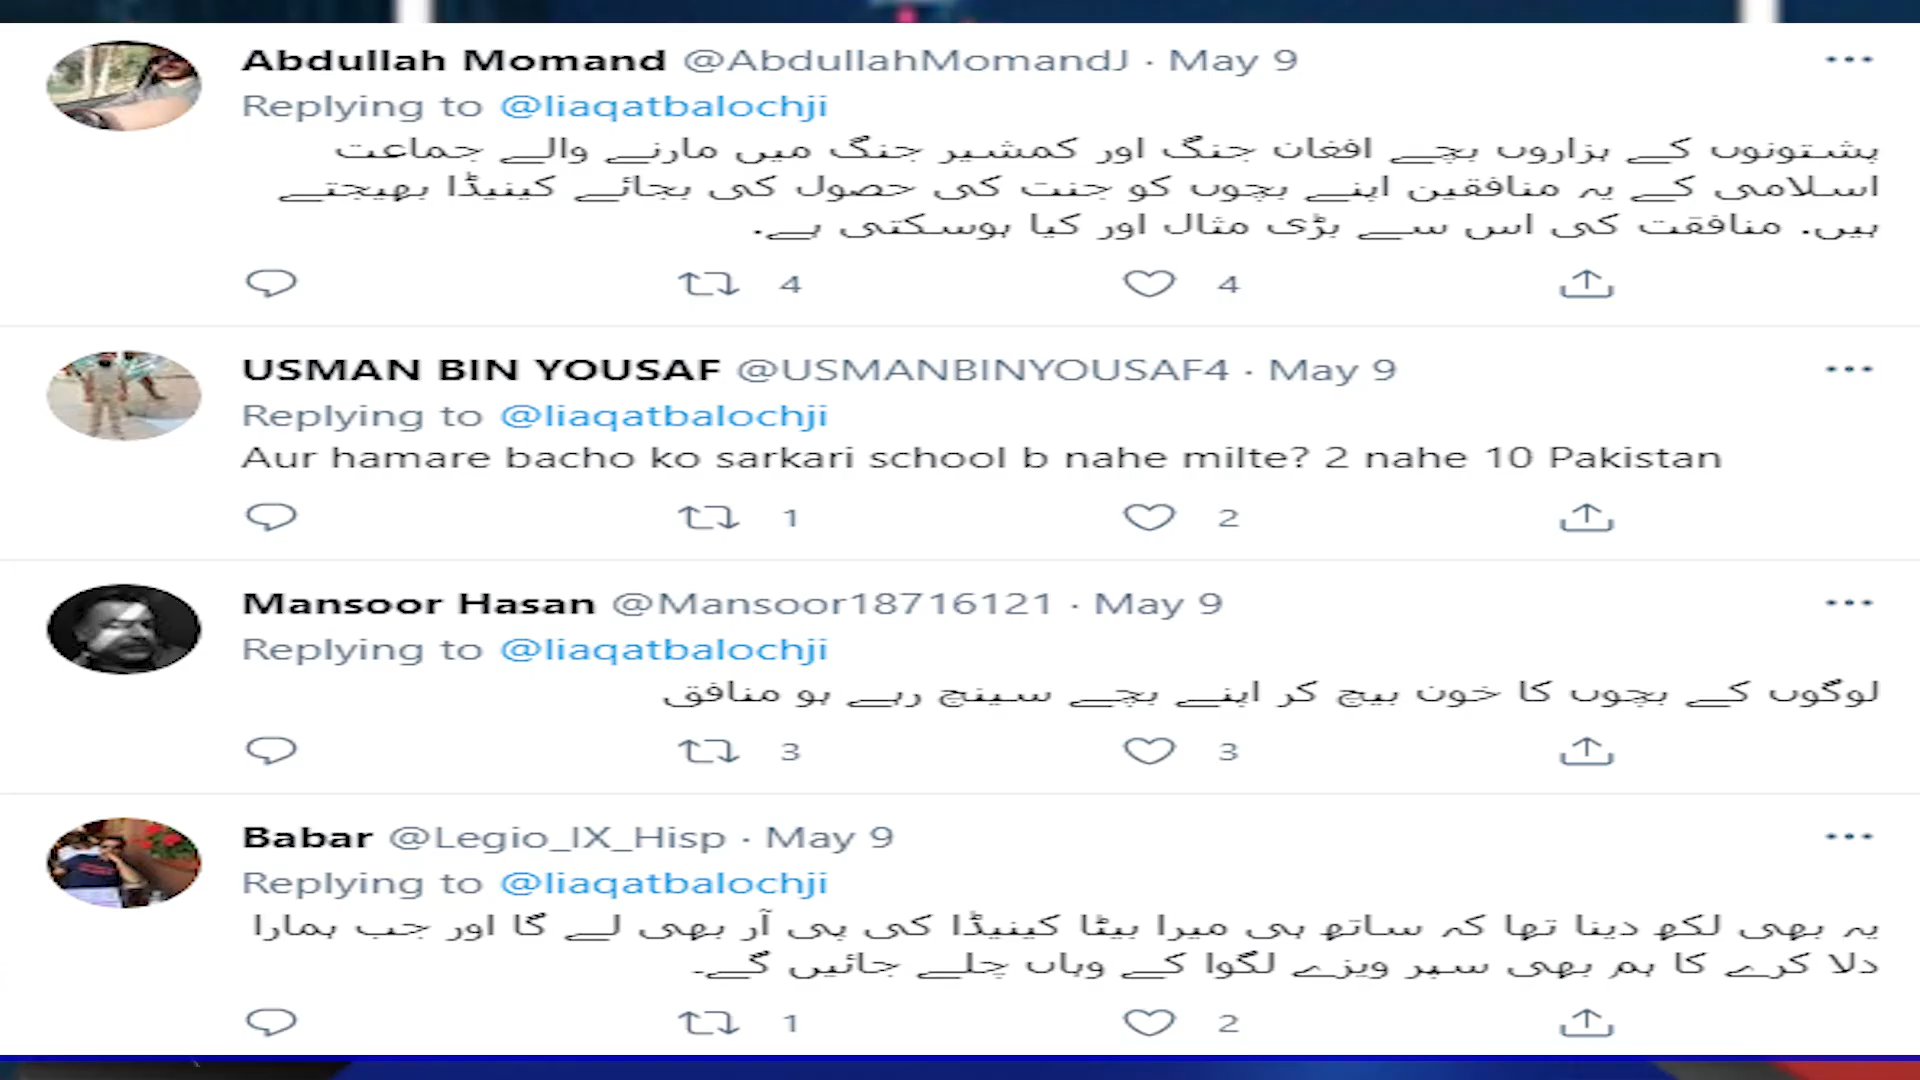 Abdullah Momand @AbdullahMomandJ · May 9
Replying to @liaqatbalochji
پشتونوں کے ہزاروں بچے افغان جنگ اور کمشیر جنگ میں مارنے والے جماعت
اسلامی کے یہ منافقین اپنے بچوں کو جنت کی حصول کی بجائے کینیڈا بھیجتے
ہیں. منافقت کی اس سے بڑی مثال اور کیا ہوسکتی ہے.
4 4
USMAN BIN YOUSAF @USMANBINYOUSAF4 · May 9
Replying to @liaqatbalochji
Aur hamare bacho ko sarkari school b nahe milte? 2 nahe 10 Pakistan
1 2
Mansoor Hasan @Mansoor18716121 · May 9
Replying to @liaqatbalochji
لوگوں کے بچوں کا خون بیچ کر اپنے بچے سینچ رہے ہو منافق
3 3
Babar @Legio_IX_Hisp · May 9
Replying to @liaqatbalochji
یہ بھی لکھ دینا تھا کہ ساتھ ہی میرا بیٹا کینیڈا کی پی آر بھی لے گا اور جب ہمارا
دلا کرے کا ہم بھی سپر ویزے لگوا کے وہاں چلے جائیں گے۔
1 2